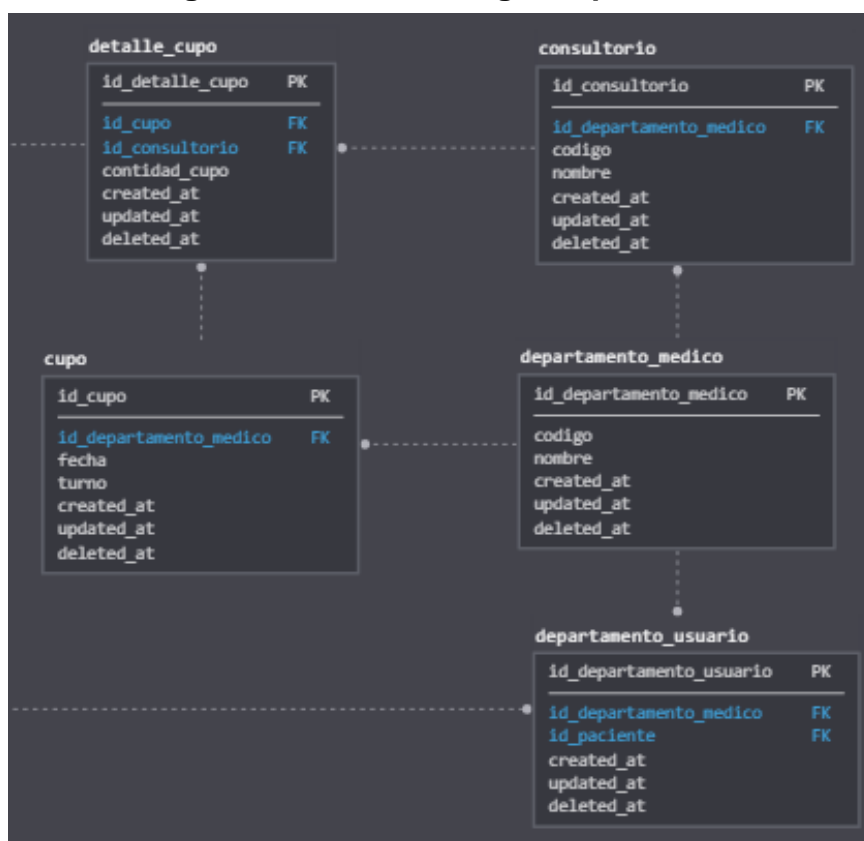 detalle_cupo
id_detalle_cupo PK
id_cupo FK
id_consultorio FK
contidad_cupo
created_at
updated_at
deleted_at
consultorio
id_consultorio PK
id_departamento_medico FK
codigo
nombre
created_at
updated_at
deleted_at
cupo
id_cupo PK
id_departamento_medico FK
fecha
turno
created_at
updated_at
deleted_at
departamento_medico
id_departamento_medico PK
codigo
nombre
created_at
updated_at
deleted_at
departamento_usuario
id_departamento_usuario PK
id_departamento_medico FK
id_paciente FK
created_at
updated_at
deleted_at